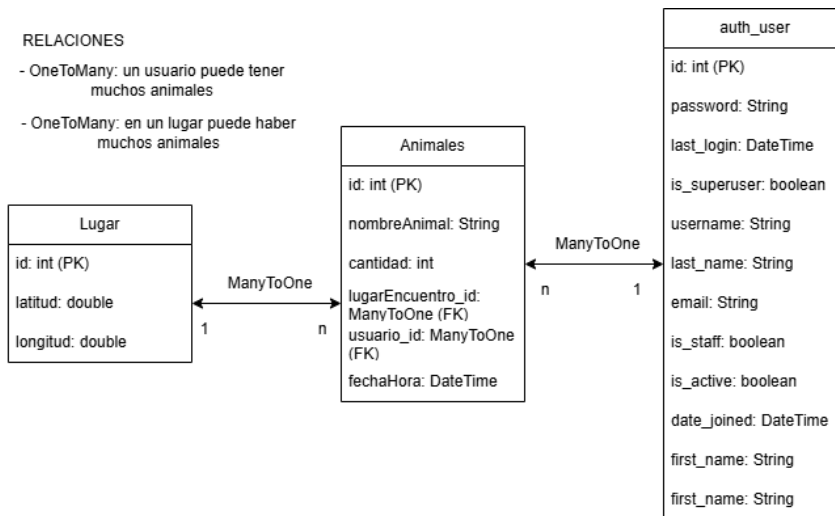 RELACIONES
- OneToMany: un usuario puede tener
muchos animales
- OneToMany: en un lugar puede haber
muchos animales
Lugar
id: int (PK)
latitud: double
longitud: double
ManyToOne
1
n
Animales
id: int (PK)
nombreAnimal: String
cantidad: int
lugarEncuentro_id:
ManyToOne (FK)
usuario_id: ManyToOne
(FK)
fechaHora: DateTime
ManyToOne
n
1
auth_user
id: int (PK)
password: String
last_login: DateTime
is_superuser: boolean
username: String
last_name: String
email: String
is_staff: boolean
is_active: boolean
date_joined: DateTime
first_name: String
first_name: String